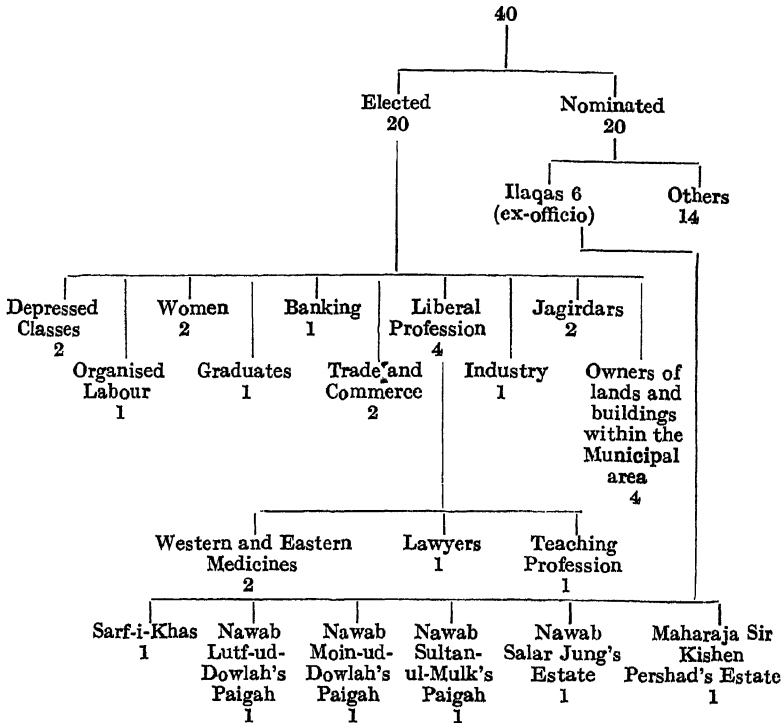 40
Elected
20
Nominated
20
Ilaqas 6
(ex-officio)
Others
14
Depressed
Classes
2
Organised
Labour
1
Women
2
Graduates
1
Banking
1
Trade and
Commerce
2
Liberal
Profession
4
Industry
1
Jagirdars
2
Owners of
lands and
buildings
within the
Municipal
area
4
Western and Eastern
Medicines
2
Lawyers
1
Teaching
Profession
1
Sarf-i-Khas
1
Nawab
Lutf-ud-
Dowlah's
Paigah
1
Nawab
Moin-ud-
Dowlah's
Paigah
1
Nawab
Sultan-
ul-Mulk's
Paigah
1
Nawab
Salar Jung's
Estate
1
Maharaja Sir
Kishen
Pershad's Estate
1